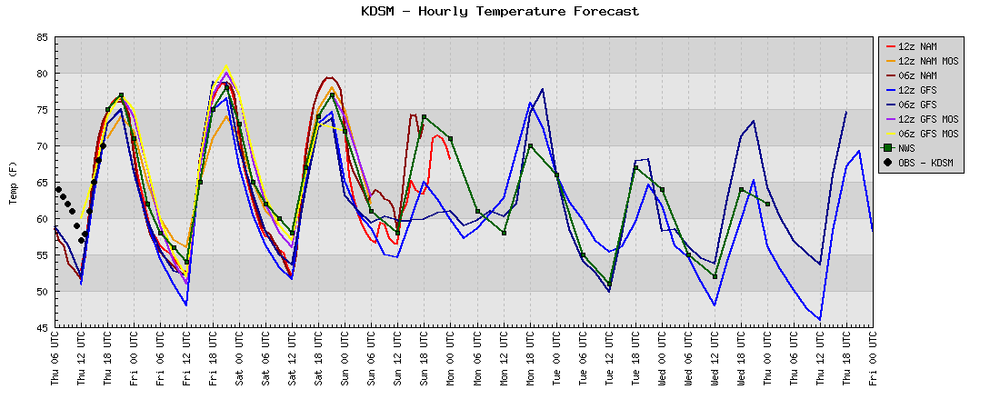 KDSM - Hourly Temperature Forecast
85
80
75
70
65
60
55
50
45
Temp (F)
12z NAM
12z NAM MOS
06z NAM
12z GFS
06z GFS
12z GFS MOS
06z GFS MOS
NWS
OBS - KDSM
Thu 06 UTC
Thu 12 UTC
Thu 18 UTC
Fri 00 UTC
Fri 06 UTC
Fri 12 UTC
Fri 18 UTC
Sat 00 UTC
Sat 06 UTC
Sat 12 UTC
Sat 18 UTC
Sun 00 UTC
Sun 06 UTC
Sun 12 UTC
Sun 18 UTC
Mon 00 UTC
Mon 06 UTC
Mon 12 UTC
Mon 18 UTC
Tue 00 UTC
Tue 06 UTC
Tue 12 UTC
Tue 18 UTC
Wed 00 UTC
Wed 06 UTC
Wed 12 UTC
Wed 18 UTC
Thu 00 UTC
Thu 06 UTC
Thu 12 UTC
Thu 18 UTC
Fri 00 UTC